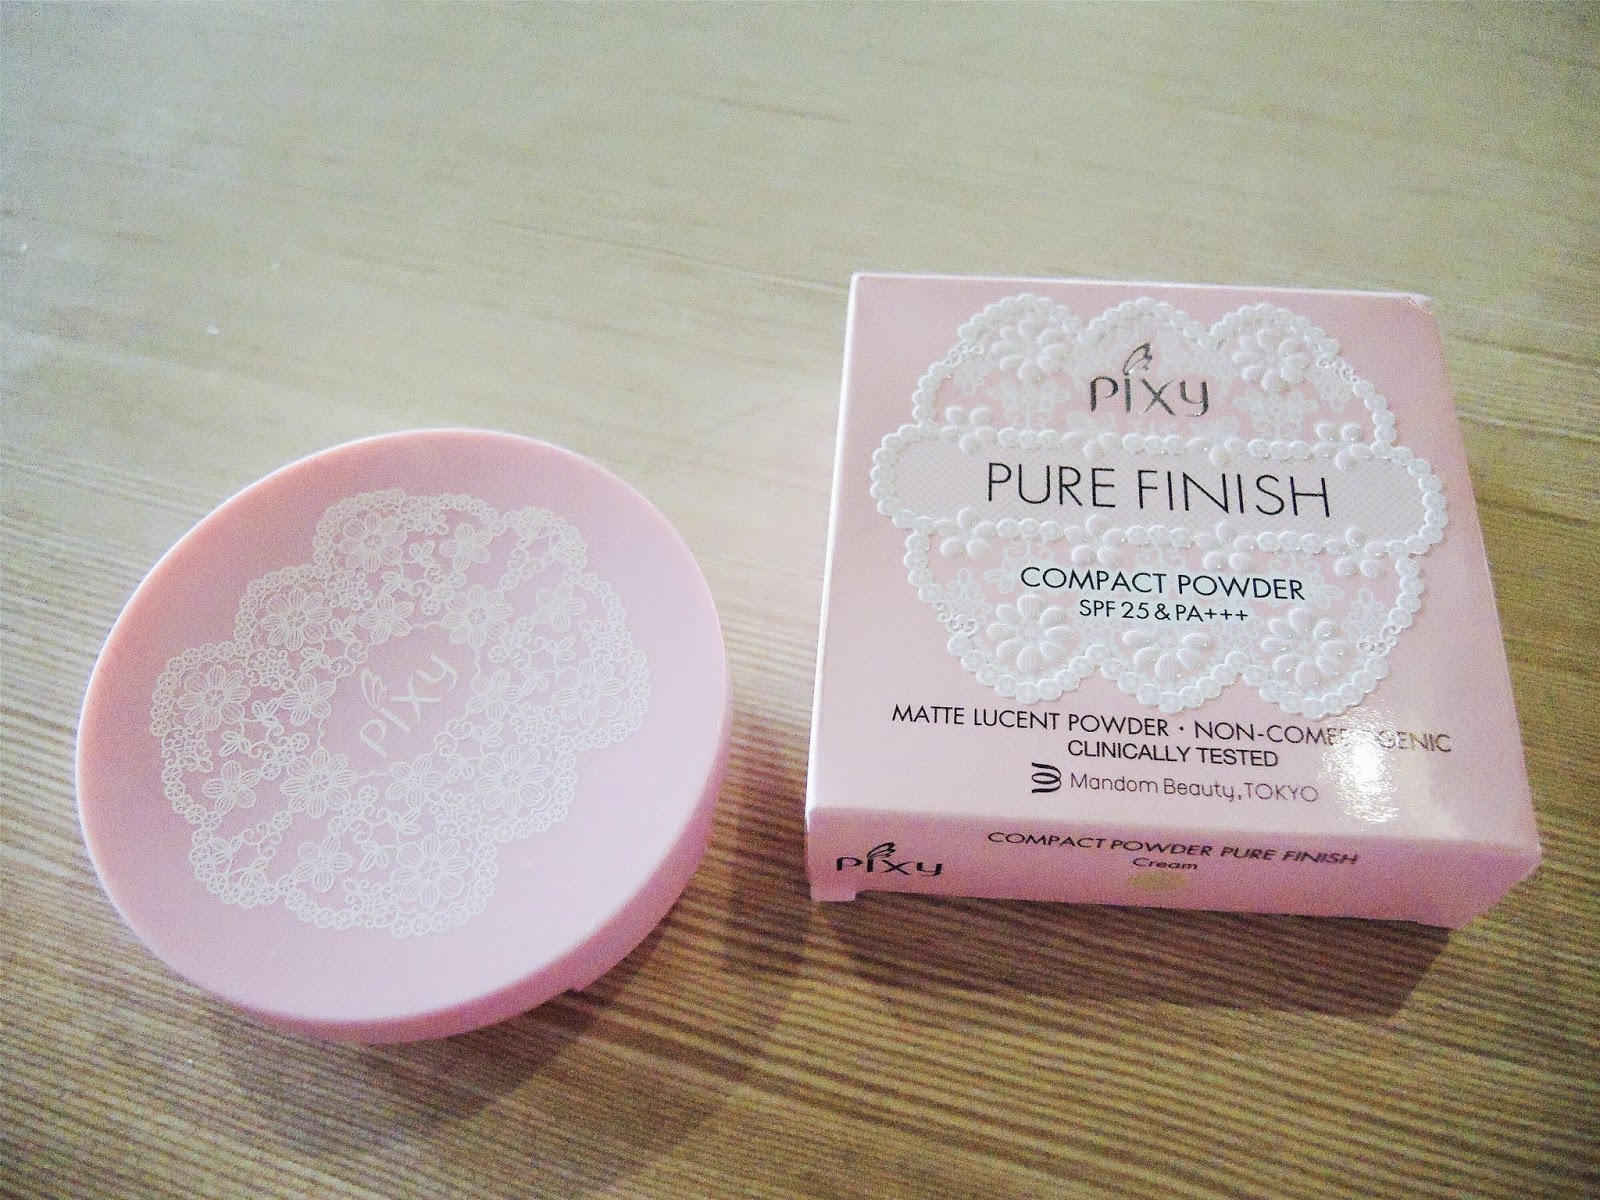 pixy
pixy
PURE FINISH
COMPACT POWDER
SPF 25 & PA+++
MATTE LUCENT POWDER · NON-COMEDOGENIC
CLINICALLY TESTED
Mandom Beauty, TOKYO
pixy
COMPACT POWDER PURE FINISH
Cream